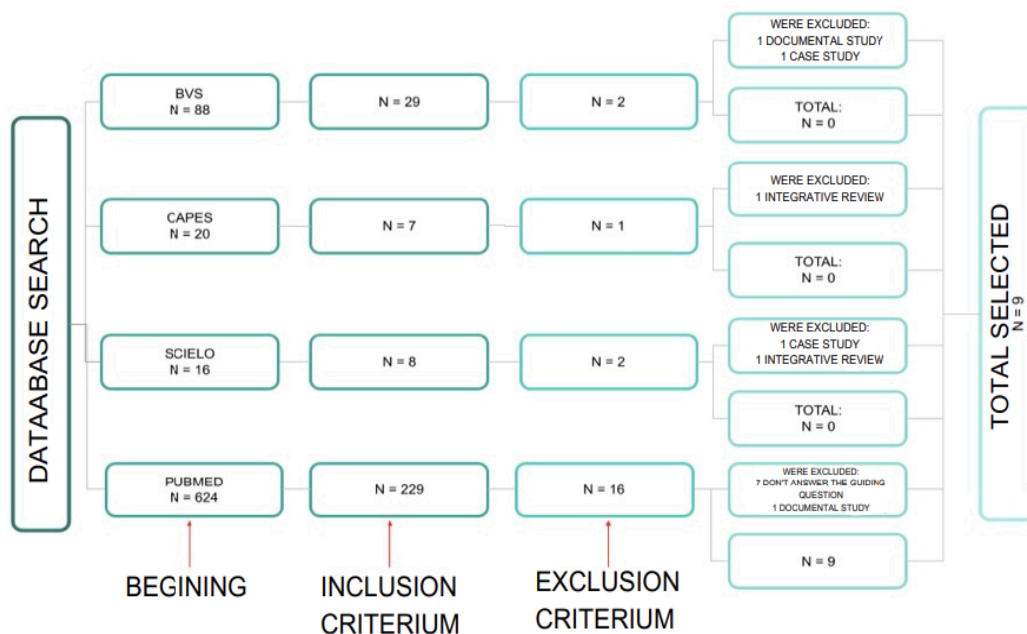 DATAABASE SEARCH
BVS
N = 88
N = 29
N = 2
WERE EXCLUDED:
1 DOCUMENTAL STUDY
1 CASE STUDY
TOTAL:
N = 0
CAPES
N = 20
N = 7
N = 1
WERE EXCLUDED:
1 INTEGRATIVE REVIEW
TOTAL:
N = 0
SCIELO
N = 16
N = 8
N = 2
WERE EXCLUDED:
1 CASE STUDY
1 INTEGRATIVE REVIEW
TOTAL:
N = 0
PUBMED
N = 624
N = 229
N = 16
WERE EXCLUDED:
7 DON'T ANSWER THE GUIDING
QUESTION
1 DOCUMENTAL STUDY
N = 9
TOTAL SELECTED
N = 9
BEGINING
INCLUSION
CRITERIUM
EXCLUSION
CRITERIUM